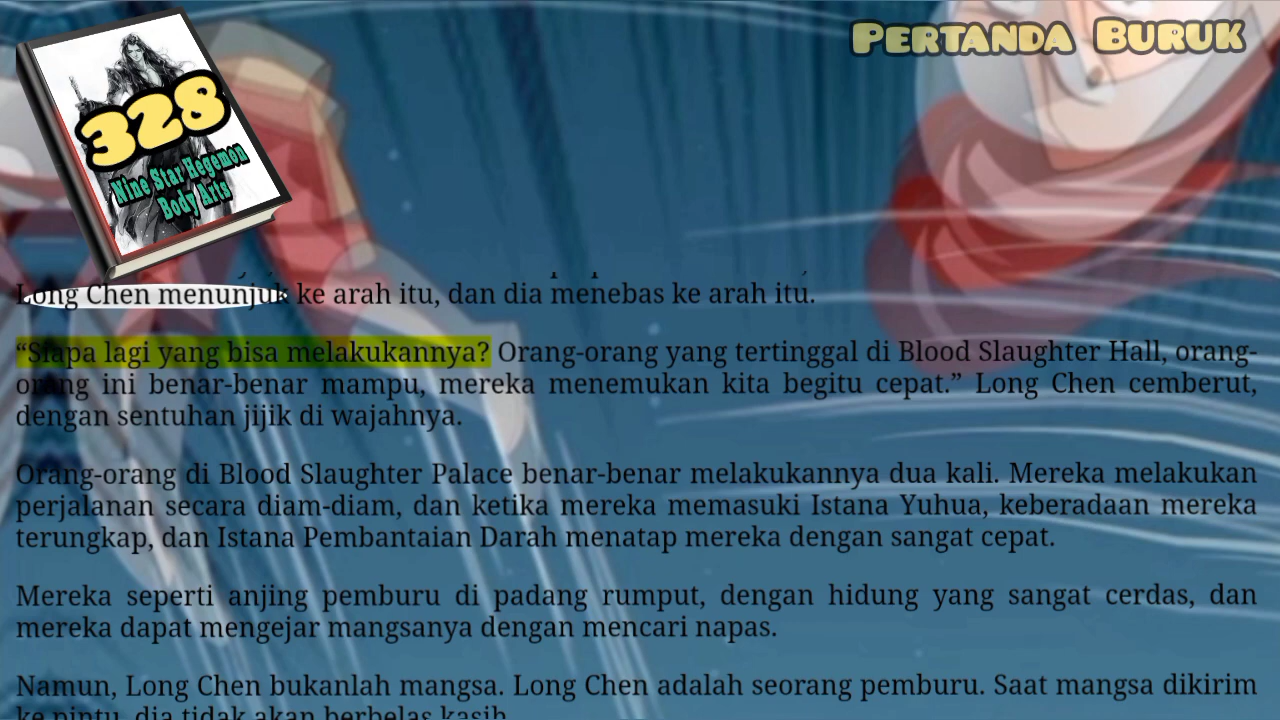 PERTANDA BURUK
328
Nine Star Hegemon
Body Arts
Long Chen menunjuk ke arah itu, dan dia menebas ke arah itu.
“Siapa lagi yang bisa melakukannya? Orang-orang yang tertinggal di Blood Slaughter Hall, orang-
orang ini benar-benar mampu, mereka menemukan kita begitu cepat.” Long Chen cemberut,
dengan sentuhan jijik di wajahnya.
Orang-orang di Blood Slaughter Palace benar-benar melakukannya dua kali. Mereka melakukan
perjalanan secara diam-diam, dan ketika mereka memasuki Istana Yuhua, keberadaan mereka
terungkap, dan Istana Pembantaian Darah menatap mereka dengan sangat cepat.
Mereka seperti anjing pemburu di padang rumput, dengan hidung yang sangat cerdas, dan
mereka dapat mengejar mangsanya dengan mencari napas.
Namun, Long Chen bukanlah mangsa. Long Chen adalah seorang pemburu. Saat mangsa dikirim
ke pintu, dia tidak akan berbelas kasih.